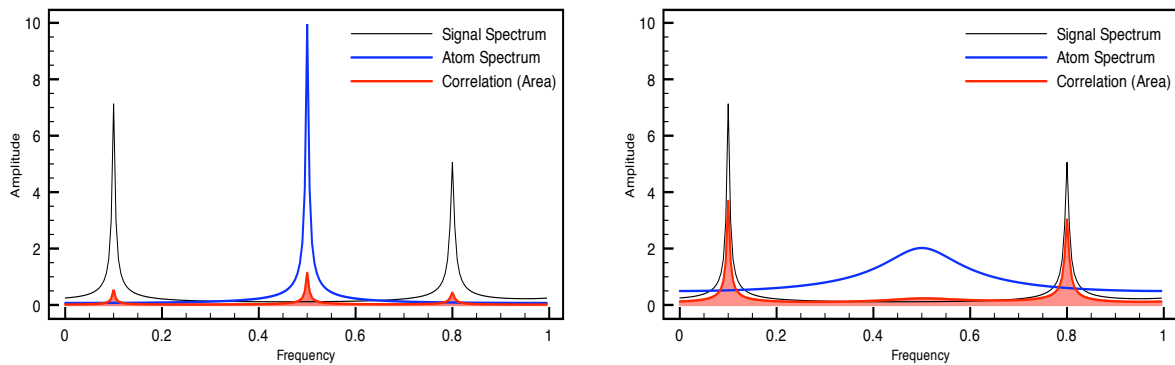 10
8
6
4
2
0
Amplitude
Signal Spectrum
Atom Spectrum
Correlation (Area)
0 0.2 0.4 0.6 0.8 1
Frequency
10
8
6
4
2
0
Amplitude
Signal Spectrum
Atom Spectrum
Correlation (Area)
0 0.2 0.4 0.6 0.8 1
Frequency